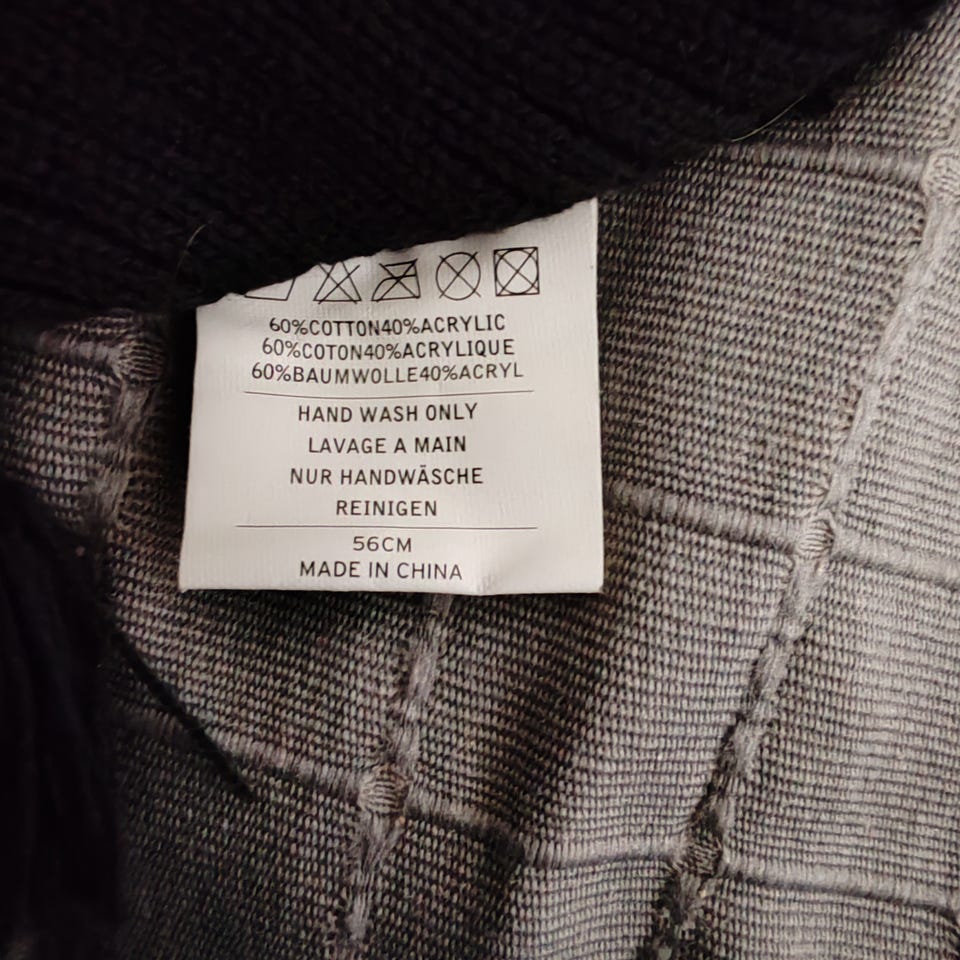 60%COTTON40%ACRYLIC
60%COTON40%ACRYLIQUE
60%BAUMWOLLE40%ACRYL
HAND WASH ONLY
LAVAGE A MAIN
NUR HANDWÄSCHE
REINIGEN
56CM
MADE IN CHINA